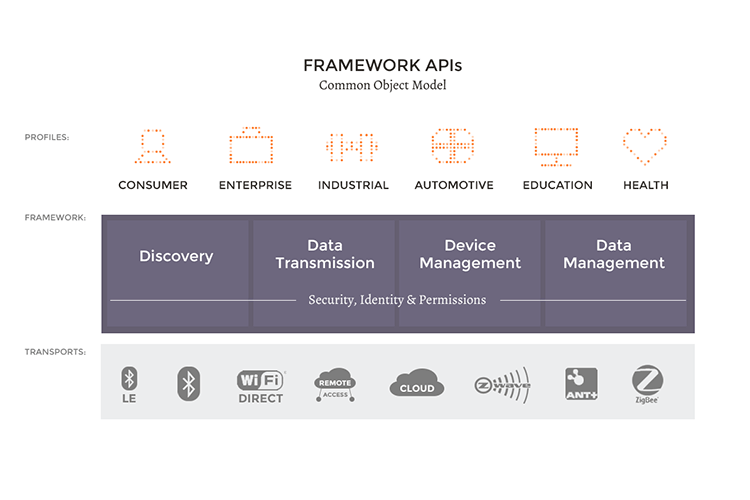 FRAMEWORK APIs
Common Object Model
PROFILES:
CONSUMER
ENTERPRISE
INDUSTRIAL
AUTOMOTIVE
EDUCATION
HEALTH
FRAMEWORK:
Discovery
Data
Transmission
Device
Management
Data
Management
Security, Identity & Permissions
TRANSPORTS:
LE
WiFi
DIRECT
REMOTE
ACCESS
CLOUD
Z wave
ANT+
Z
ZigBee